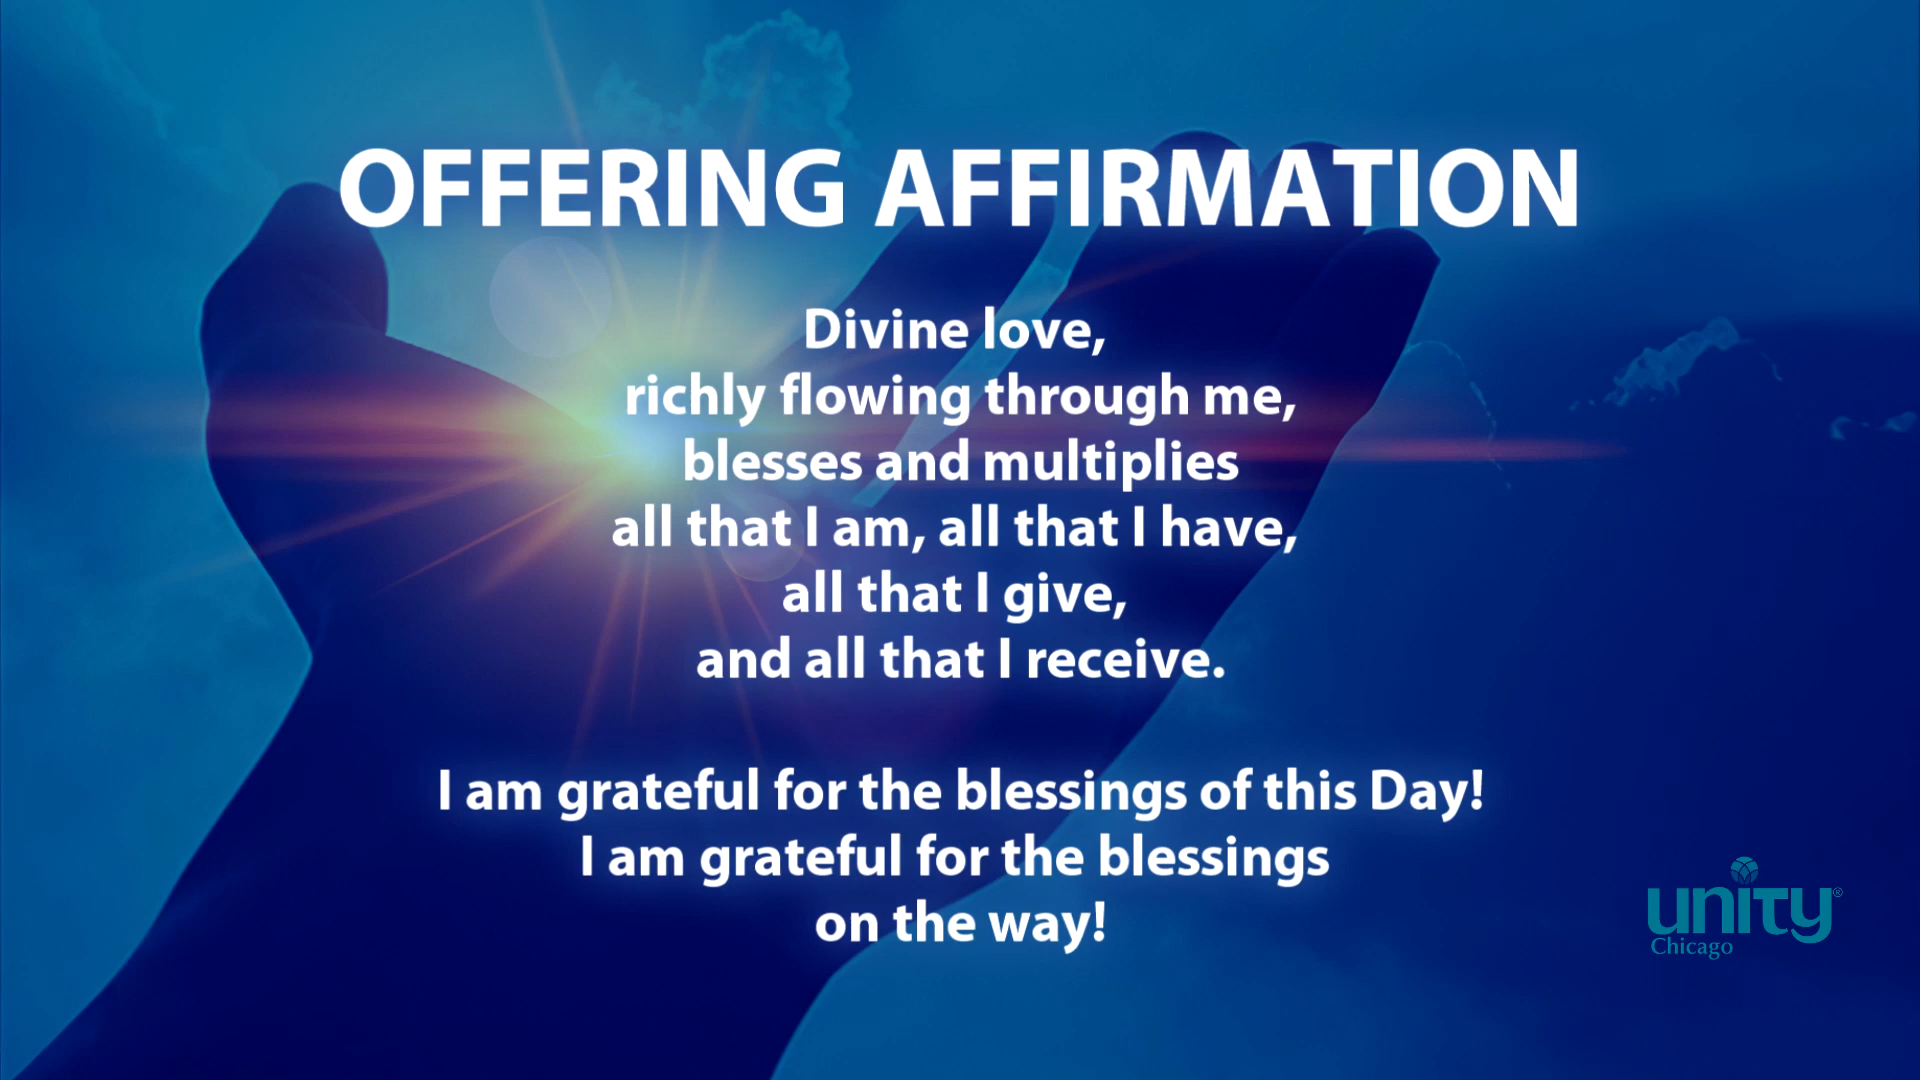 OFFERING AFFIRMATION
Divine love,
richly flowing through me,
blesses and multiplies
all that I am, all that I have,
all that I give,
and all that I receive.
I am grateful for the blessings of this Day!
I am grateful for the blessings
on the way!
unity®
Chicago